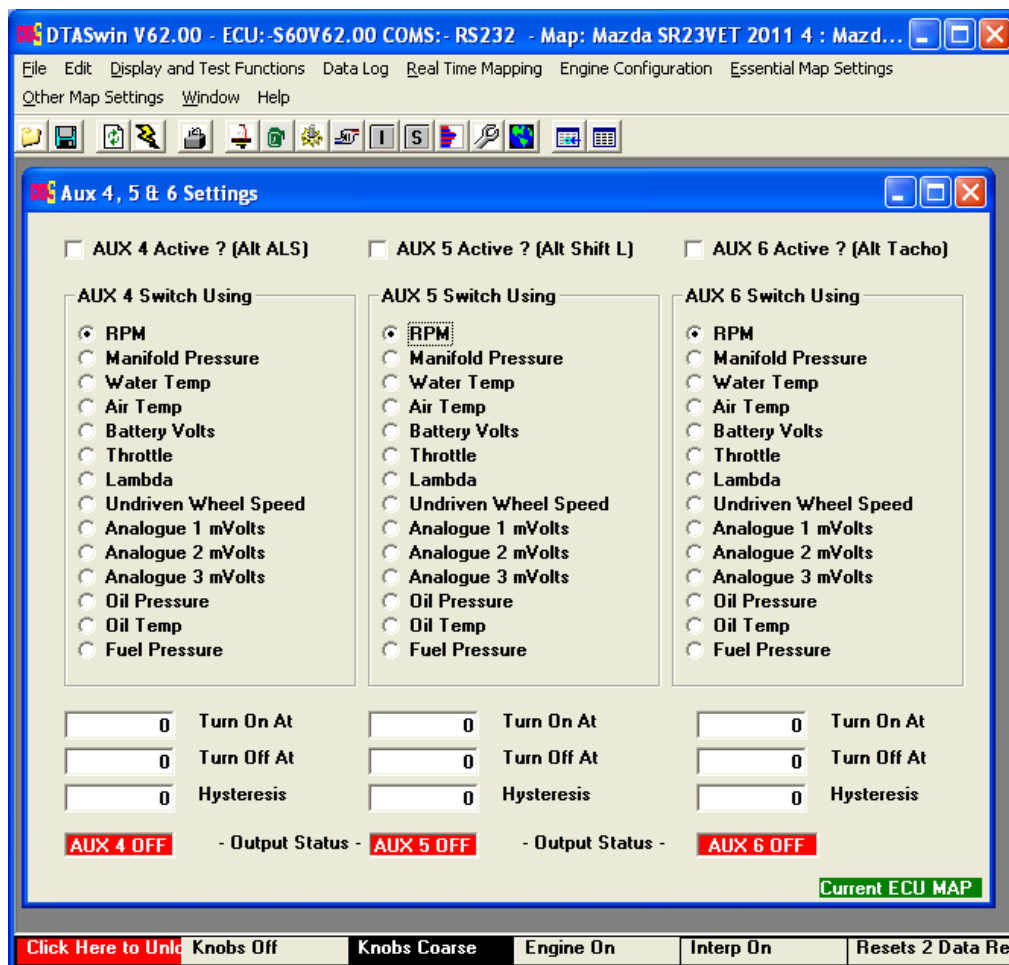 DTASwin V62.00 - ECU:-S60V62.00 COMS:- RS232 - Map: Mazda SR23VET 2011 4 : Mazd...
File Edit Display and Test Functions Data Log Real Time Mapping Engine Configuration Essential Map Settings
Other Map Settings Window Help
Aux 4, 5 & 6 Settings
AUX 4 Active ? (Alt ALS) AUX 5 Active ? (Alt Shift L) AUX 6 Active ? (Alt Tacho)
AUX 4 Switch Using AUX 5 Switch Using AUX 6 Switch Using
RPM RPM RPM
Manifold Pressure Manifold Pressure Manifold Pressure
Water Temp Water Temp Water Temp
Air Temp Air Temp Air Temp
Battery Volts Battery Volts Battery Volts
Throttle Throttle Throttle
Lambda Lambda Lambda
Undriven Wheel Speed Undriven Wheel Speed Undriven Wheel Speed
Analogue 1 mVolts Analogue 1 mVolts Analogue 1 mVolts
Analogue 2 mVolts Analogue 2 mVolts Analogue 2 mVolts
Analogue 3 mVolts Analogue 3 mVolts Analogue 3 mVolts
Oil Pressure Oil Pressure Oil Pressure
Oil Temp Oil Temp Oil Temp
Fuel Pressure Fuel Pressure Fuel Pressure
0 Turn On At 0 Turn On At 0 Turn On At
0 Turn Off At 0 Turn Off At 0 Turn Off At
0 Hysteresis 0 Hysteresis 0 Hysteresis
AUX 4 OFF - Output Status - AUX 5 OFF - Output Status - AUX 6 OFF
Current ECU MAP
Click Here to Unlo Knobs Off Knobs Coarse Engine On Interp On Resets 2 Data Re